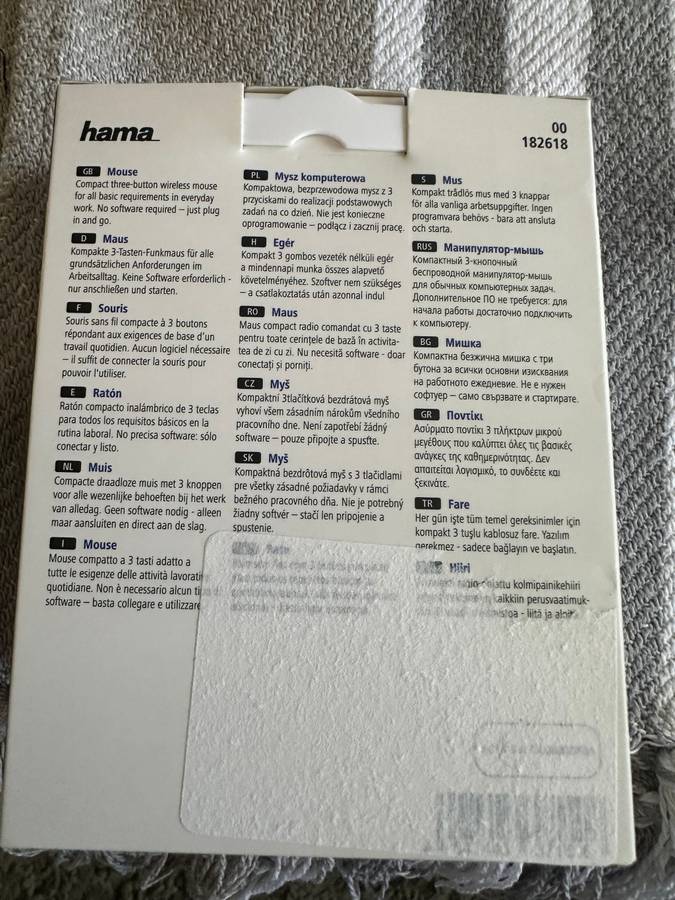 hama
00
182618
GB Mouse
Compact three-button wireless mouse
for all basic requirements in everyday
work. No software required – just plug
in and go.
D Maus
Kompakte 3-Tasten-Funkmaus für alle
grundsätzlichen Anforderungen im
Arbeitsalltag. Keine Software erforderlich -
nur anschließen und starten.
F Souris
Souris sans fil compacte à 3 boutons
répondant aux exigences de base d'un
travail quotidien. Aucun logiciel nécessaire
– il suffit de connecter la souris pour
pouvoir l'utiliser.
E Ratón
Ratón compacto inalámbrico de 3 teclas
para todos los requisitos básicos en la
rutina laboral. No precisa software: sólo
conectar y listo.
NL Muis
Compacte draadloze muis met 3 knoppen
voor alle wezenlijke behoeften bij het werk
van alledag. Geen software nodig - alleen
maar aansluiten en direct aan de slag.
I Mouse
Mouse compatto a 3 tasti adatto a
tutte le esigenze delle attività lavorati
quotidiane. Non è necessario alcun
software – basta collegare e utilizzare
PL Mysz komputerowa
Kompaktowa, bezprzewodowa mysz z 3
przyciskami do realizacji podstawowych
zadań na co dzień. Nie jest konieczne
oprogramowanie – podłącz i zacznij pracę.
H Egér
Kompakt 3 gombos vezeték nélküli egér
a mindennapi munka összes alapvető
követelményéhez. Szoftver nem szükséges
– a csatlakoztatás után azonnal indul
RO Maus
Maus compact radio comandat cu 3 taste
pentru toate cerințele de bază în activita-
tea de zi cu zi. Nu necesită software - doar
conectați și porniți.
CZ Myš
Kompaktní 3tlačítková bezdrátová myš
vyhoví všem zásadním nárokům všedního
pracovního dne. Není zapotřebí žádný
software – pouze připojte a spusťte.
SK Myš
Kompaktná bezdrôtová myš s 3 tlačidlami
pre všetky zásadné požiadavky v rámci
bežného pracovného dňa. Nie je potrebný
žiadny softvér – stačí len pripojenie a
spustenie.
S Mus
Kompakt trådlös mus med 3 knappar
för alla vanliga arbetsuppgifter. Ingen
programvara behövs - bara att ansluta
och starta.
RUS Манипулятор-мышь
Компактный 3-кнопочный
беспроводной манипулятор-мышь
для обычных компьютерных задач.
Дополнительное ПО не требуется: для
начала работы достаточно подключить
к компьютеру.
BG Мишка
Компактна безжична мишка с три
бутона за всички основни изисквания
на работното ежедневие. Не е нужен
софтуер – само свързвате и стартирате.
GR Ποντίκι
Ασύρματο ποντίκι 3 πλήκτρων μικρού
μεγέθους που καλύπτει όλες τις βασικές
ανάγκες της καθημερινότητας. Δεν
απαιτείται λογισμικό, το συνδέετε και
ξεκινάτε.
TR Fare
Her gün işte tüm temel gereksinimler için
kompakt 3 tuşlu kablosuz fare. Yazılım
gerekmez - sadece bağlayın ve başlatın.
Hiiri
kolmipainikehiiri
kaikkiin perusvaatimuk-
- liitä ja aloita